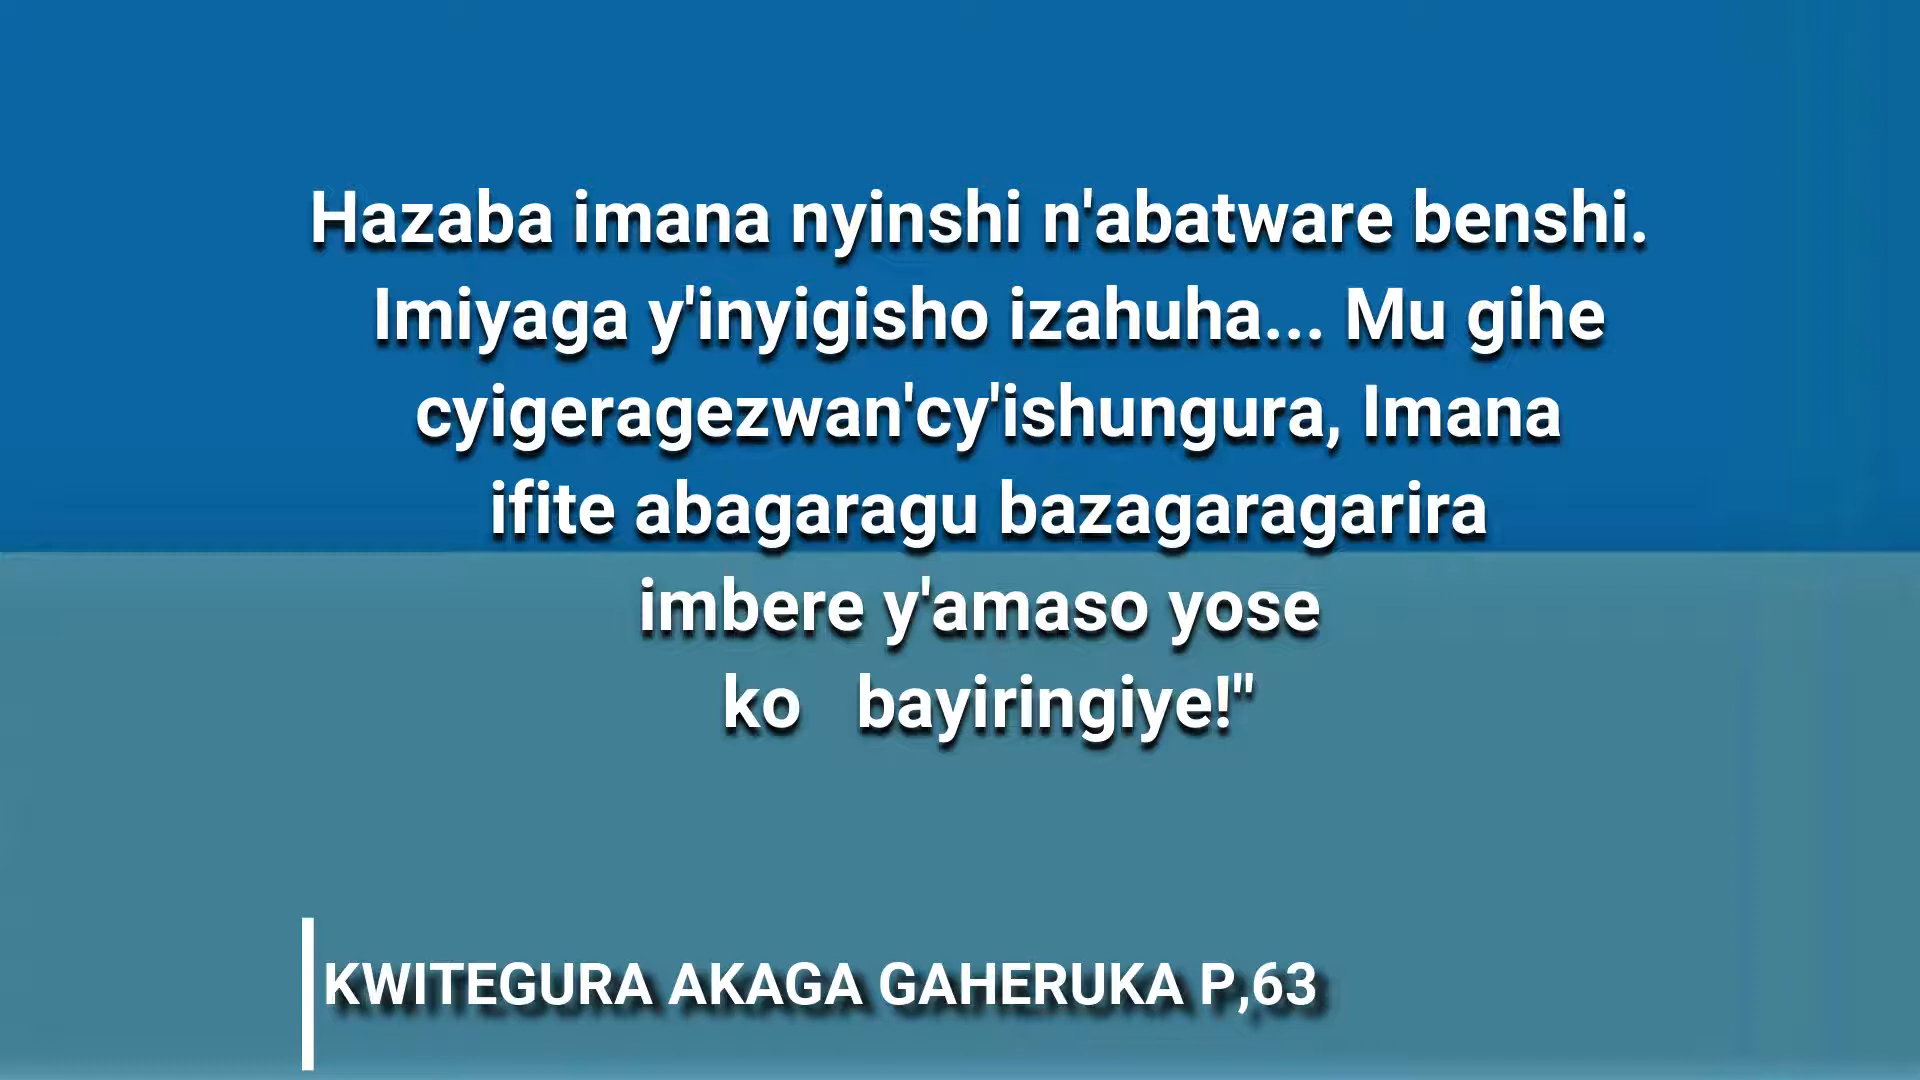 Hazaba imana nyinshi n'abatware benshi.
Imiyaga y'inyigisho izahuha... Mu gihe
cyigeragezwan'cy'ishungura, Imana
ifite abagaragu bazagaragarira
imbere y'amaso yose
ko bayiringiye!"
KWITEGURA AKAGA GAHERUKA P,63